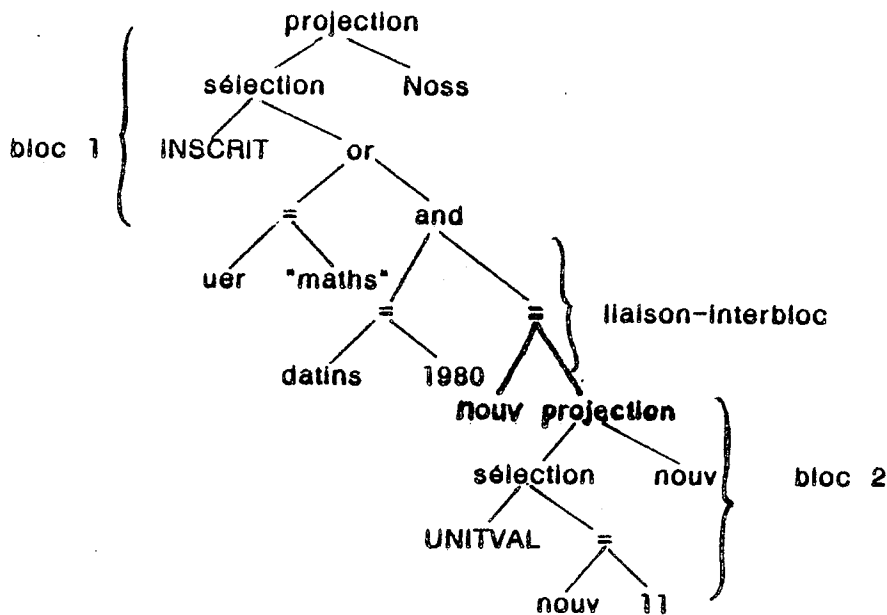 projection
sélection Noss
bloc 1 INSCRIT or
= and
uer "maths"
= = liaison-interbloc
datins 1980
nouv projection
sélection nouv bloc 2
UNITVAL =
nouv 11